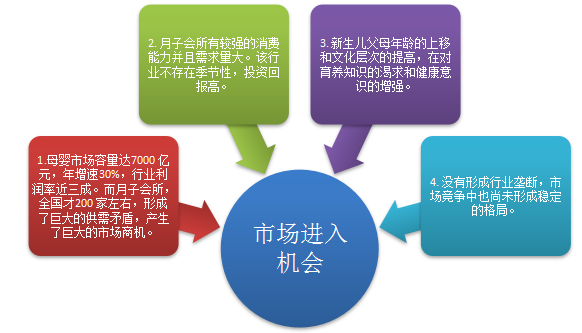 1.母婴市场容量达7000 亿
元，年增速30%，行业利
润率近三成。而月子会所，
全国才200 家左右，形成
了巨大的供需矛盾，产生
了巨大的市场商机。
2. 月子会所有较强的消费
能力并且需求量大。该行
业不存在季节性，投资回
报高。
3. 新生儿父母年龄的上移
和文化层次的提高，在对
育养知识的渴求和健康意
识的增强。
4. 没有形成行业垄断，市
场竞争中也尚未形成稳定
的格局。
市场进入
机会